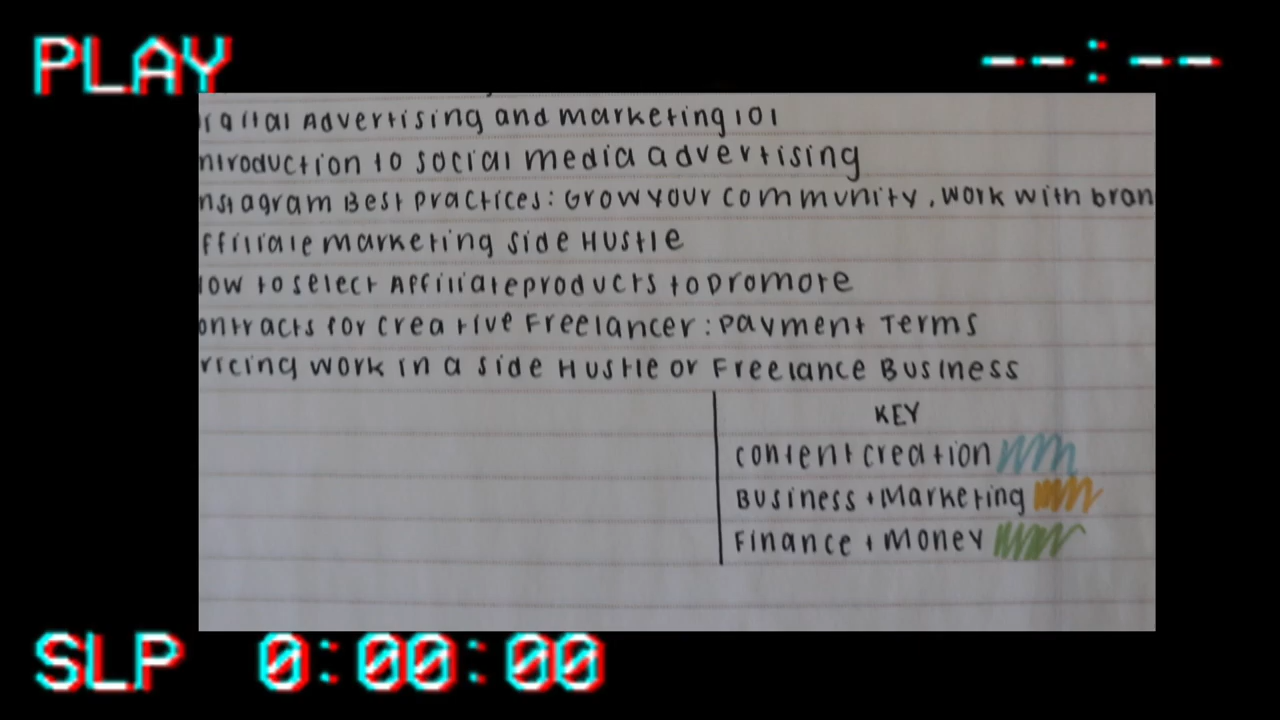 PLAY --:--
Digital Advertising and marketing 101
Introduction to social media advertising
Instagram Best Practices: Grow your community, work with bran
Affiliate marketing side Hustle
How to select Affiliate products to promote
Contracts for creative Freelancer: Payment Terms
Pricing work in a side Hustle or Freelance Business
KEY
content creation
Business + Marketing
Finance + Money
SLP 0:00:00